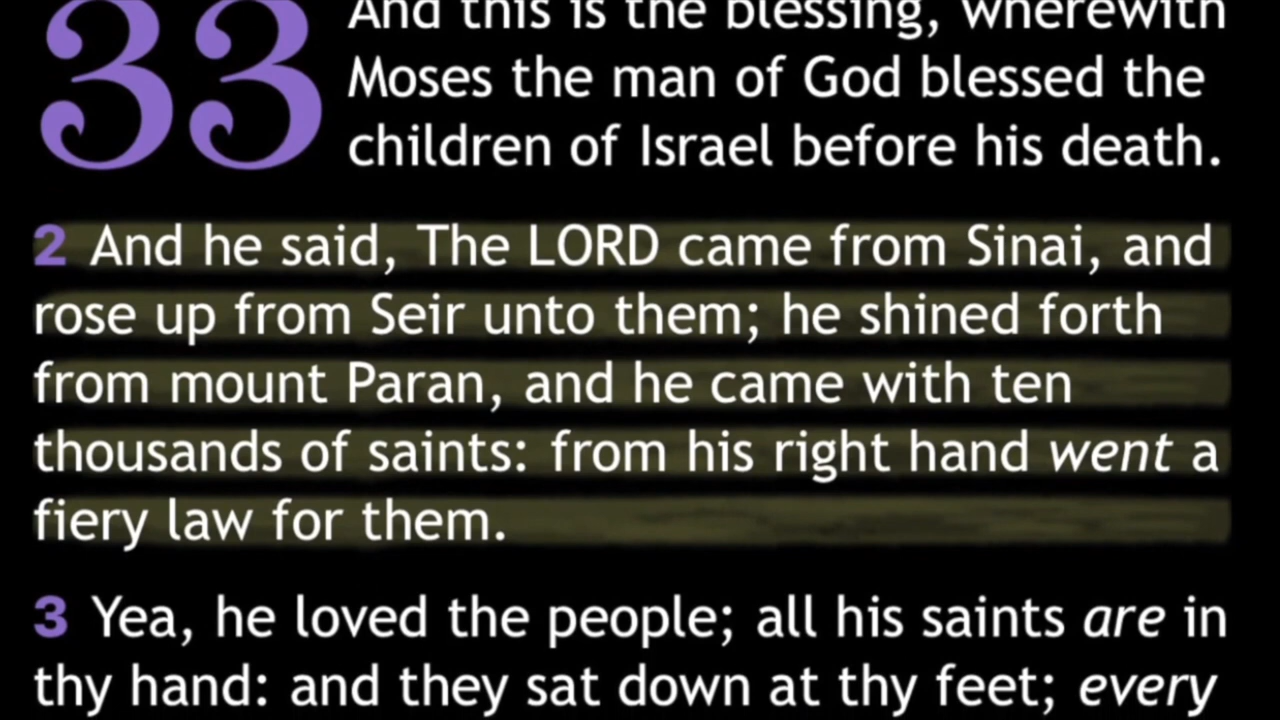 33
And this is the blessing, wherewith
Moses the man of God blessed the
children of Israel before his death.
2 And he said, The LORD came from Sinai, and
rose up from Seir unto them; he shined forth
from mount Paran, and he came with ten
thousands of saints: from his right hand went a
fiery law for them.
3 Yea, he loved the people; all his saints are in
thy hand: and they sat down at thy feet; every